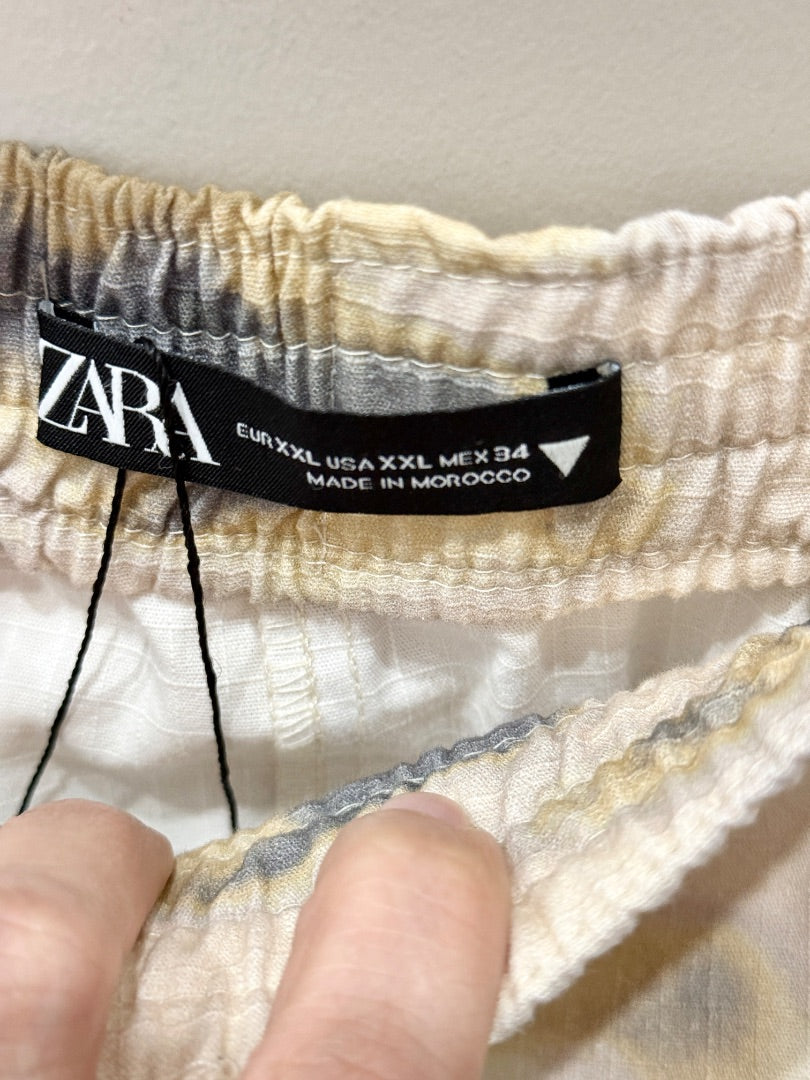 ZARA
EUR XXL USA XXL MEX 34
MADE IN MOROCCO